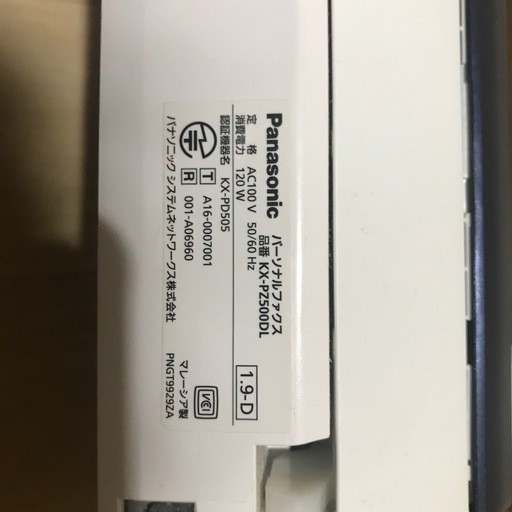 Panasonic パーソナルファクス
品番 KX-PZ500DL
定 格 AC100V 50/60 Hz
消費電力 120 W
1.9-D
認証機器名 KX-PD505
T A16-0007001
R 001-A06960
VCI
マレーシア製
パナソニック システムネットワークス株式会社
PNGT9929ZA